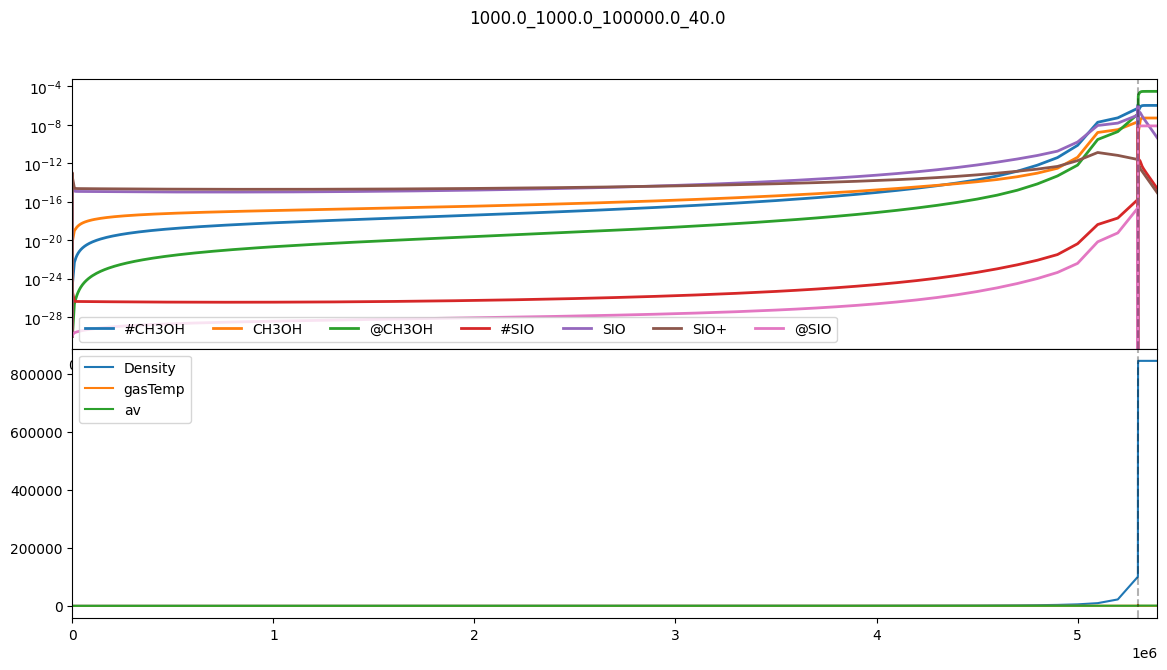 1000.0_1000.0_100000.0_40.0
10⁻⁴
10⁻⁸
10⁻¹²
10⁻¹⁶
10⁻²⁰
10⁻²⁴
10⁻²⁸
#CH3OH CH3OH @CH3OH #SIO SIO SIO+ @SIO
800000
600000
400000
200000
0
Density
gasTemp
av
0 1 2 3 4 5
1e6